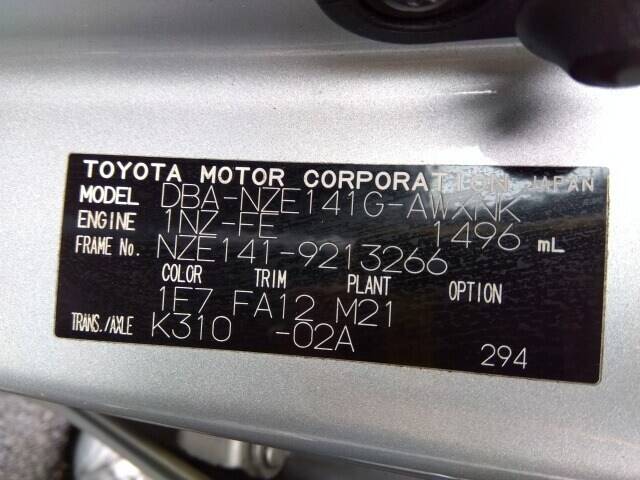 TOYOTA MOTOR CORPORATION JAPAN
MODEL DBA-NZE141G-AWXNK
ENGINE 1NZ-FE 1496 mL
FRAME No. NZE141-9213266
COLOR TRIM PLANT OPTION
1E7 FA12 M21
TRANS./AXLE K310 -02A
294